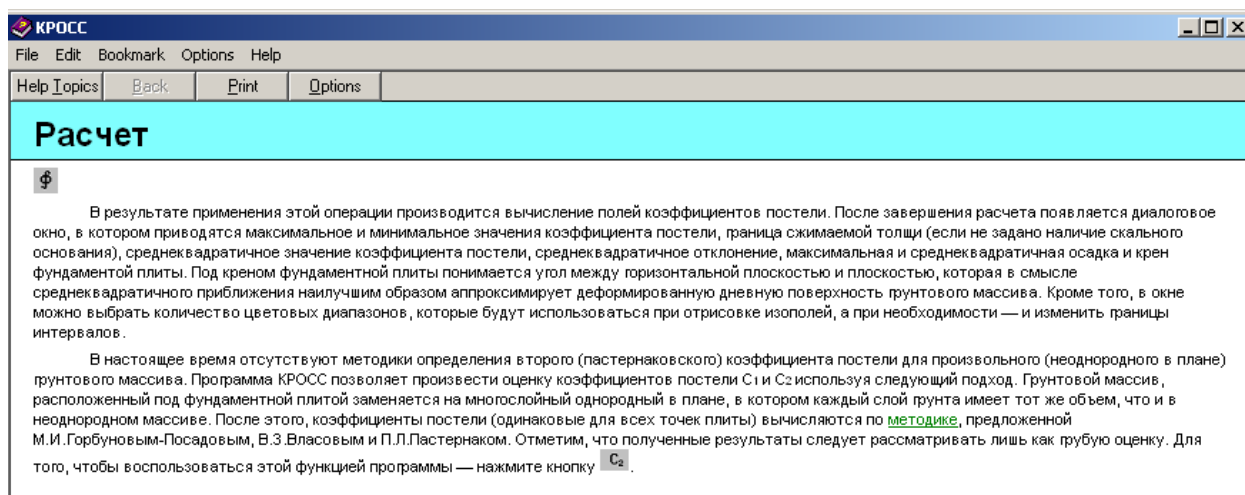 КРОСС
File Edit Bookmark Options Help
Help Topics Back Print Options
Расчет
В результате применения этой операции производится вычисление полей коэффициентов постели. После завершения расчета появляется диалоговое
окно, в котором приводятся максимальное и минимальное значения коэффициента постели, граница сжимаемой толщи (если не задано наличие скального
основания), среднеквадратичное значение коэффициента постели, среднеквадратичное отклонение, максимальная и среднеквадратичная осадка и крен
фундаментой плиты. Под креном фундаментной плиты понимается угол между горизонтальной плоскостью и плоскостью, которая в смысле
среднеквадратичного приближения наилучшим образом аппроксимирует деформированную дневную поверхность грунтового массива. Кроме того, в окне
можно выбрать количество цветовых диапазонов, которые будут использоваться при отрисовке изополей, а при необходимости — и изменить границы
интервалов.
В настоящее время отсутствуют методики определения второго (пастернаковского) коэффициента постели для произвольного (неоднородного в плане)
грунтового массива. Программа КРОСС позволяет произвести оценку коэффициентов постели C1 и C2 используя следующий подход. Грунтовой массив,
расположенный под фундаментной плитой заменяется на многослойный однородный в плане, в котором каждый слой грунта имеет тот же объем, что и в
неоднородном массиве. После этого, коэффициенты постели (одинаковые для всех точек плиты) вычисляются по методике, предложенной
М.И.Горбуновым-Посадовым, В.З.Власовым и П.Л.Пастернаком. Отметим, что полученные результаты следует рассматривать лишь как грубую оценку. Для
того, чтобы воспользоваться этой функцией программы — нажмите кнопку C2 .